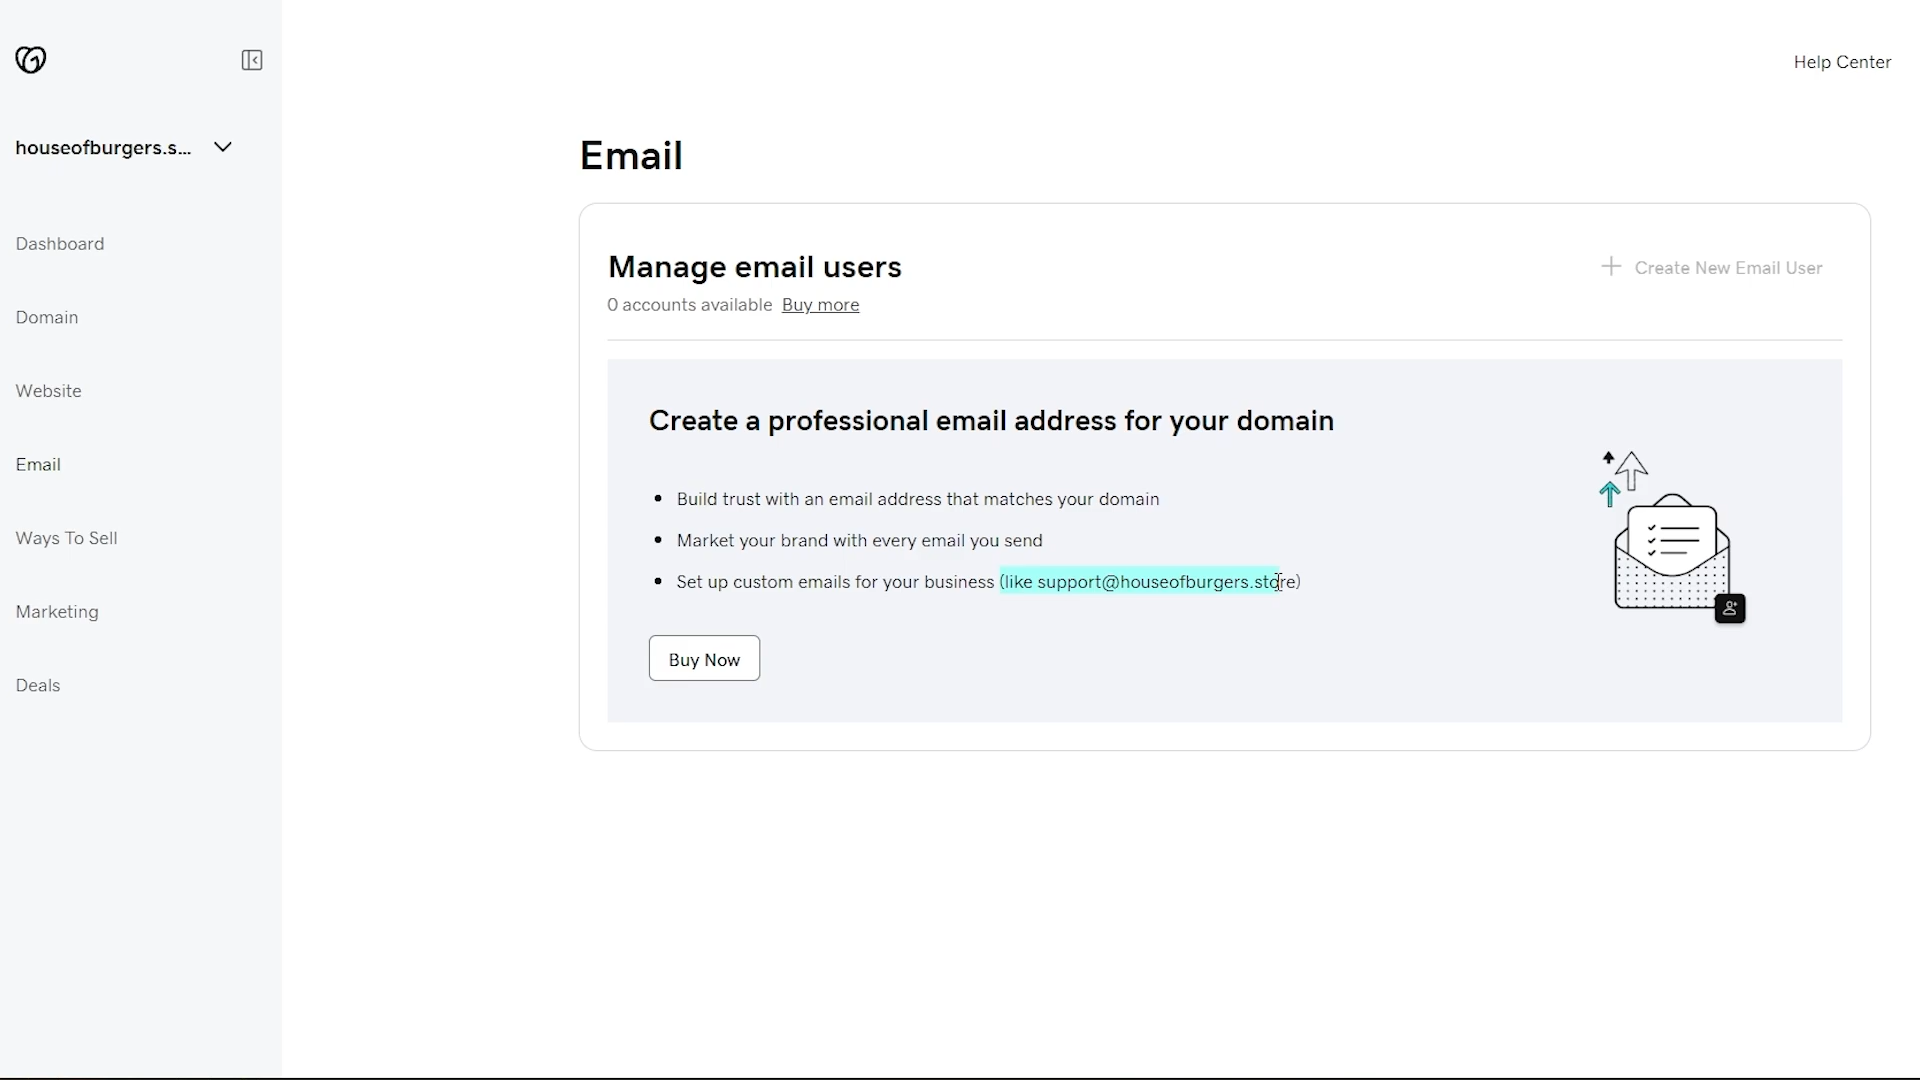 Help Center
houseofburgers.s...
Dashboard
Domain
Website
Email
Ways To Sell
Marketing
Deals
Email
Manage email users
Create New Email User
0 accounts available Buy more
Create a professional email address for your domain
Build trust with an email address that matches your domain
Market your brand with every email you send
Set up custom emails for your business (like support@houseofburgers.store)
Buy Now